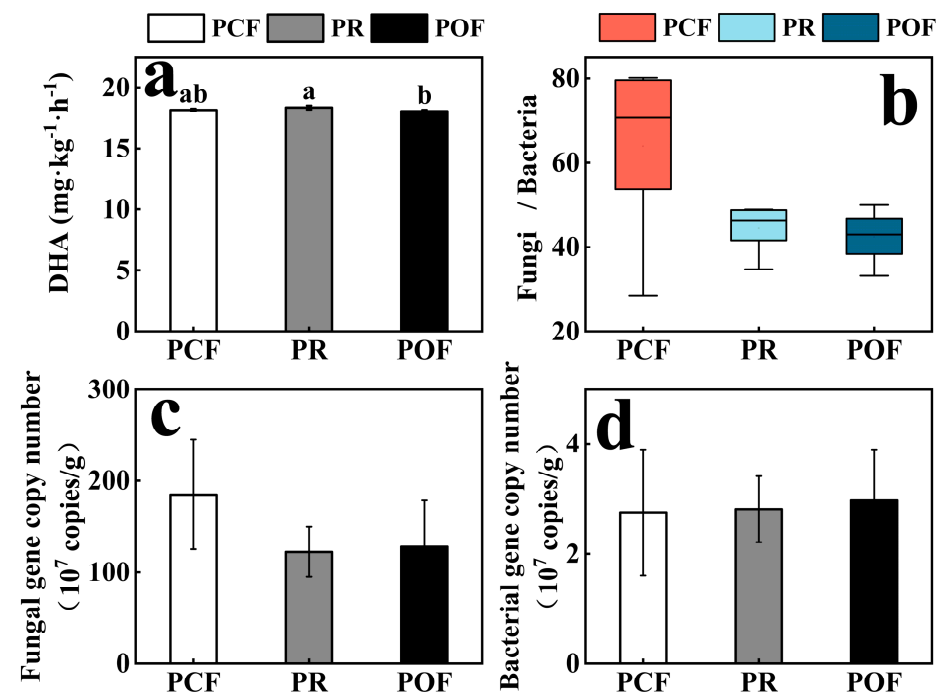 PCF PR POF
a
DHA (mg·kg⁻¹·h⁻¹)
20
15
10
5
0
ab a b
PCF PR POF
PCF PR POF
b
Fungi / Bacteria
80
60
40
20
PCF PR POF
c
Fungal gene copy number
(10⁷ copies/g)
300
200
100
0
PCF PR POF
d
Bacterial gene copy number
(10⁷ copies/g)
4
2
0
PCF PR POF